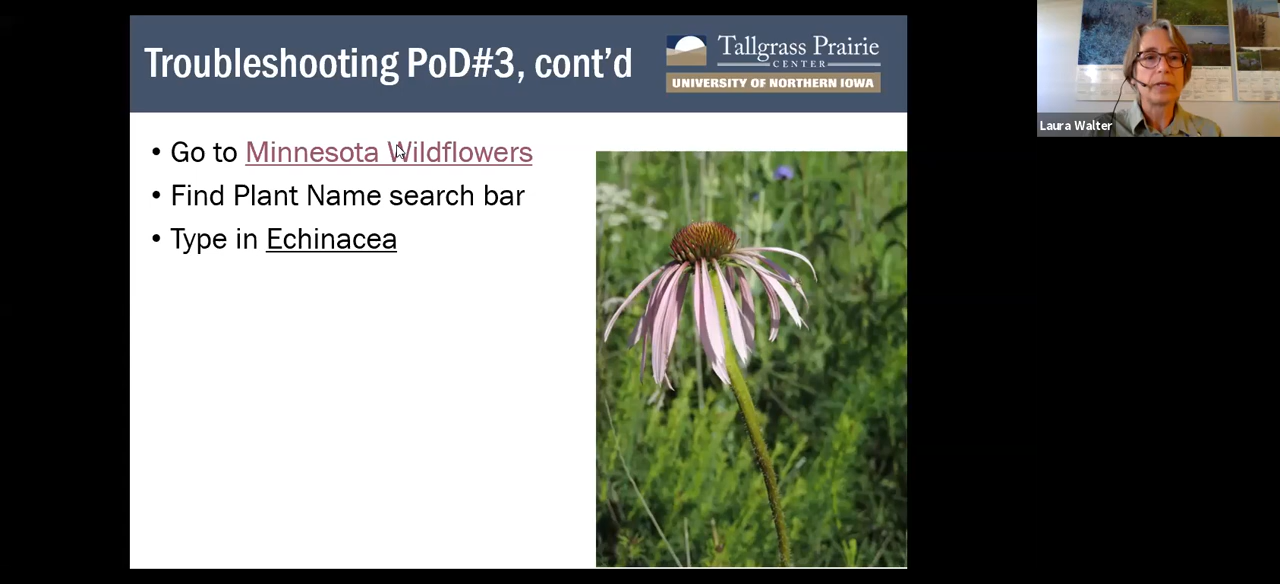 Troubleshooting PoD#3, cont’d
Tallgrass Prairie
CENTER
UNIVERSITY OF NORTHERN IOWA
• Go to Minnesota Wildflowers
• Find Plant Name search bar
• Type in Echinacea
Laura Walter